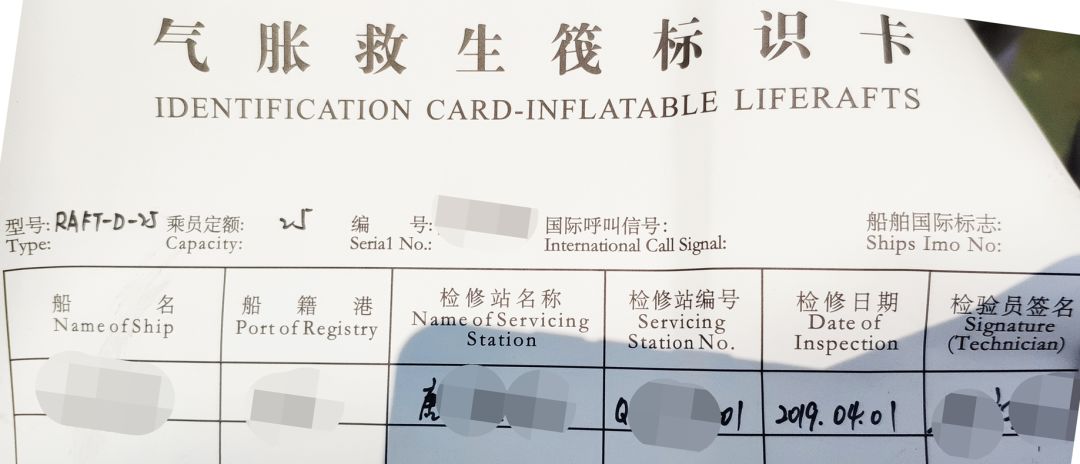 气胀救生筏标识卡
IDENTIFICATION CARD-INFLATABLE LIFERAFTS
型号: RAFT-D-25 乘员定额: 25 编 号: 国际呼叫信号: 船舶国际标志:
Type: Capacity: Serial No.: International Call Signal: Ships Imo No:
船 名 船 籍 港 检修站名称 检修站编号 检修日期 检验员签名
Name of Ship Port of Registry Name of Servicing Station Servicing Station No. Date of Inspection Signature (Technician)
唐 Q 01 2019.04.01